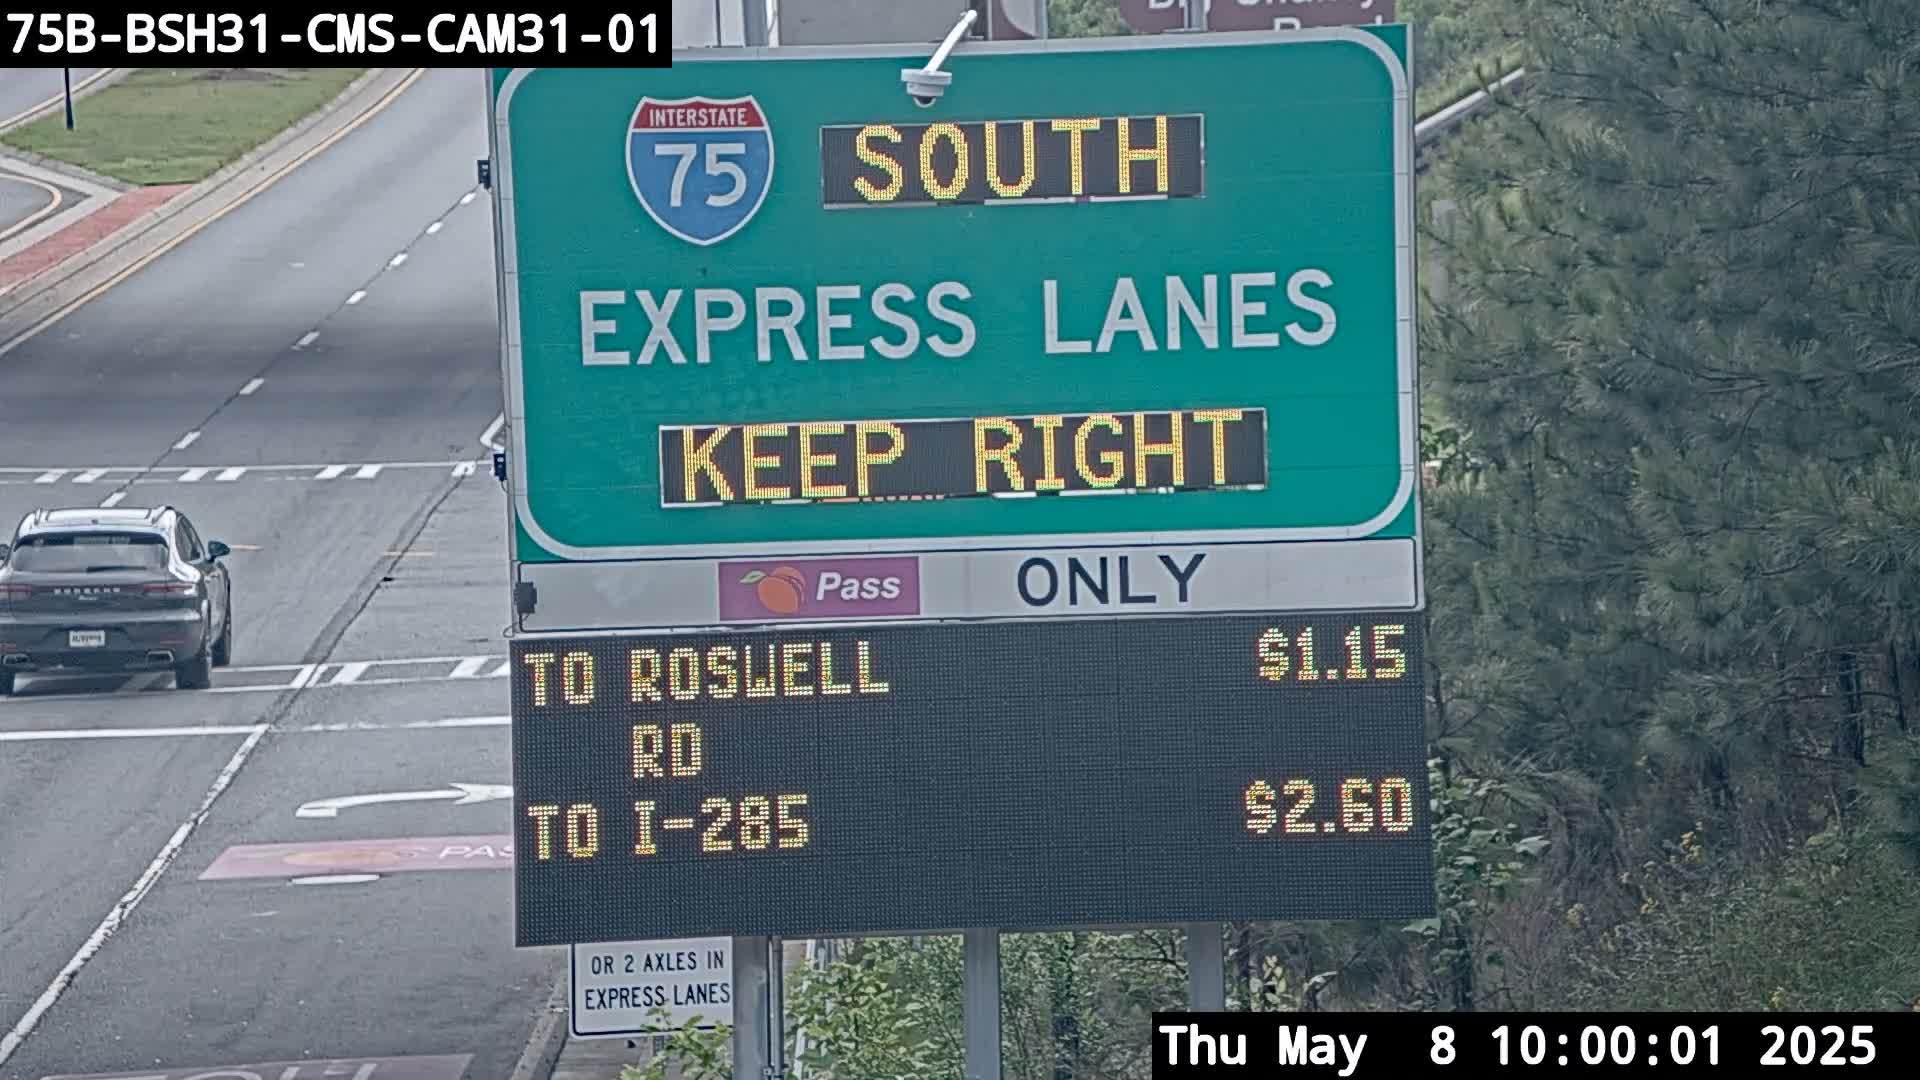 75B-BSH31-CMS-CAM31-01
Road
INTERSTATE
75
SOUTH
EXPRESS LANES
KEEP RIGHT
Pass ONLY
TO ROSWELL $1.15
RD
TO I-285 $2.60
OR 2 AXLES IN
EXPRESS LANES
Thu May 8 10:00:01 2025